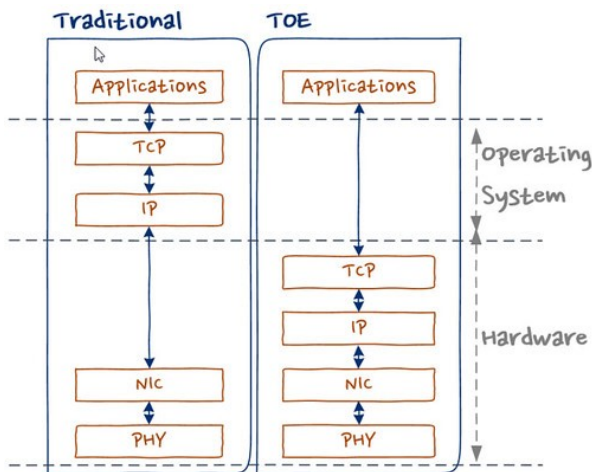 Traditional
TOE
Applications
TCP
IP
NIC
PHY
Applications
TCP
IP
NIC
PHY
Operating
System
Hardware